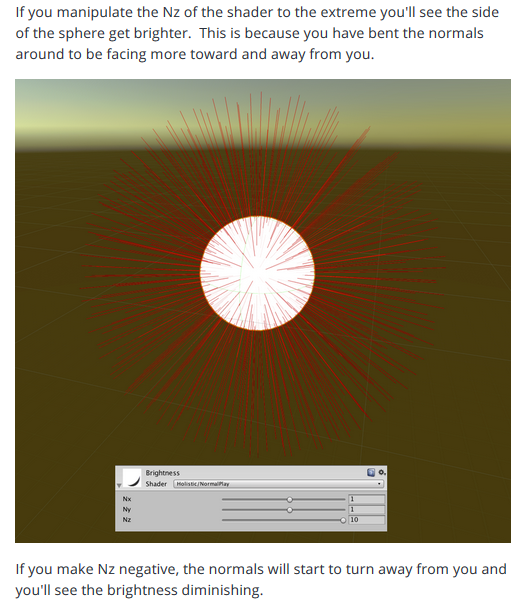 If you manipulate the Nz of the shader to the extreme you'll see the side
of the sphere get brighter.  This is because you have bent the normals
around to be facing more toward and away from you.
Brightness
Shader Holistic/NormalPlay
Nx 1
Ny 1
Nz 10
If you make Nz negative, the normals will start to turn away from you and
you'll see the brightness diminishing.